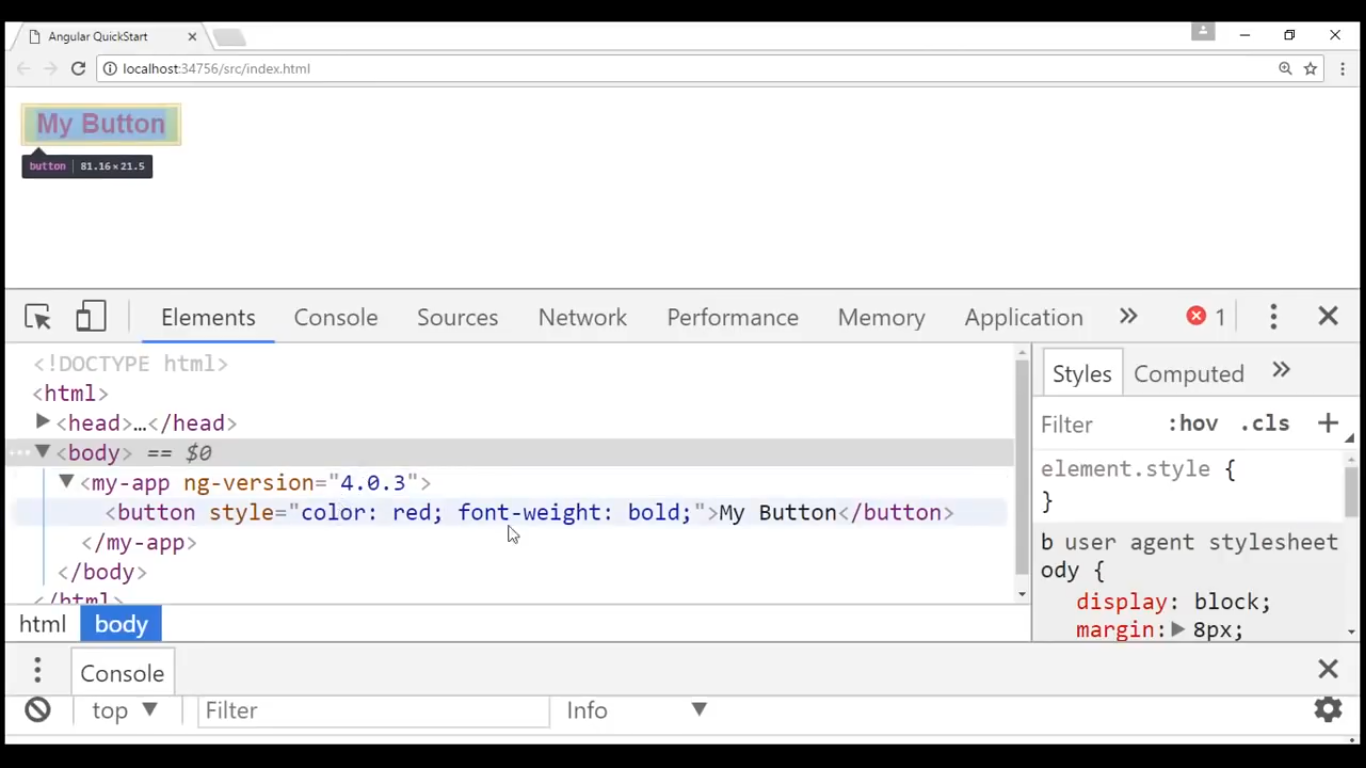 Angular QuickStart
localhost:34756/src/index.html
My Button
button 81.16×21.5
Elements Console Sources Network Performance Memory Application » 1
<!DOCTYPE html>
<html>
<head>…</head>
<body> == $0
<my-app ng-version="4.0.3">
<button style="color: red; font-weight: bold;">My Button</button>
</my-app>
</body>
</html>
html body
Styles Computed »
Filter :hov .cls +
element.style {
}
b user agent stylesheet
ody {
display: block;
margin: 8px;
Console
top Filter Info